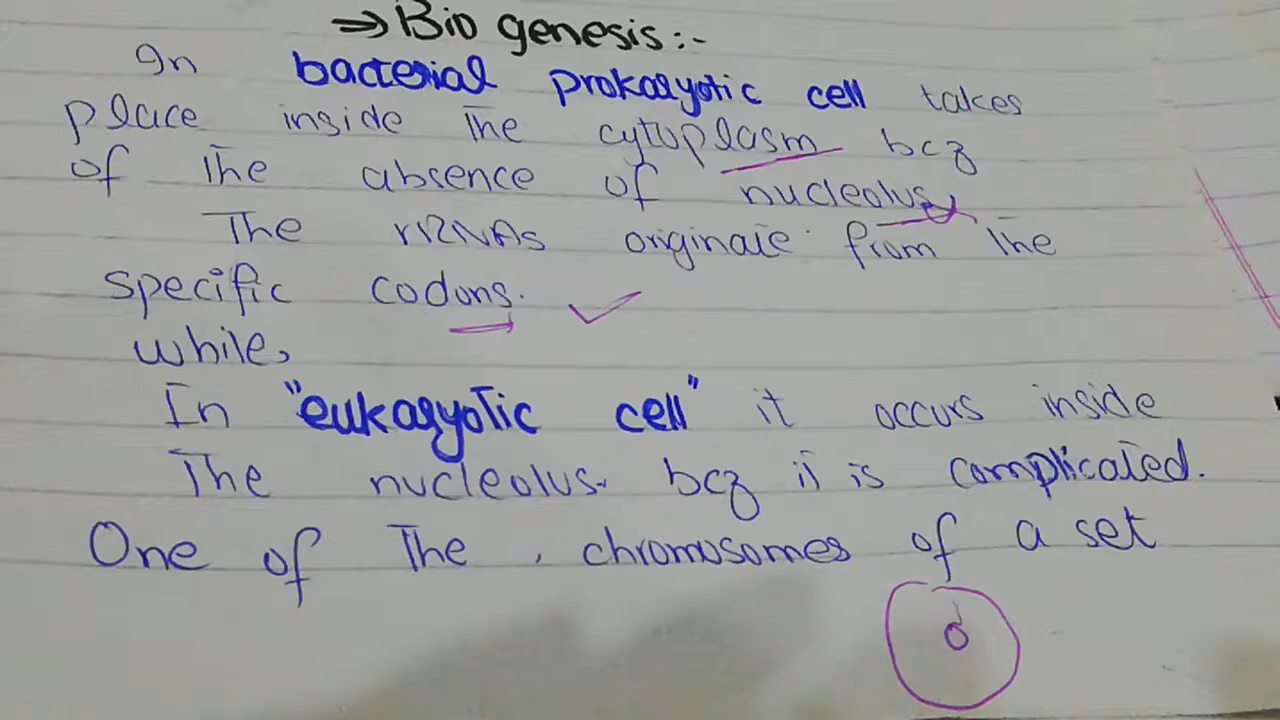 ⇒ Bio genesis:-
In bacterial prokaryotic cell takes
place inside the cytoplasm bcz
of the absence of nucleolus
The rRNAs originate from the
specific codons.
while,
In "eukaryotic cell" it occurs inside
The nucleolus. bcz it is complicated.
One of The , chromosomes of a set